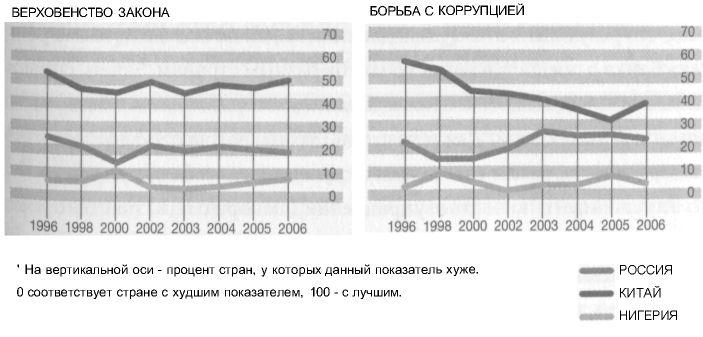 ВЕРХОВЕНСТВО ЗАКОНА
70
60
50
40
30
20
10
0
1996 1998 2000 2002 2003 2004 2005 2006
БОРЬБА С КОРРУПЦИЕЙ
70
60
50
40
30
20
10
0
1996 1998 2000 2002 2003 2004 2005 2006
' На вертикальной оси - процент стран, у которых данный показатель хуже.
0 соответствует стране с худшим показателем, 100 - с лучшим.
РОССИЯ
КИТАЙ
НИГЕРИЯ